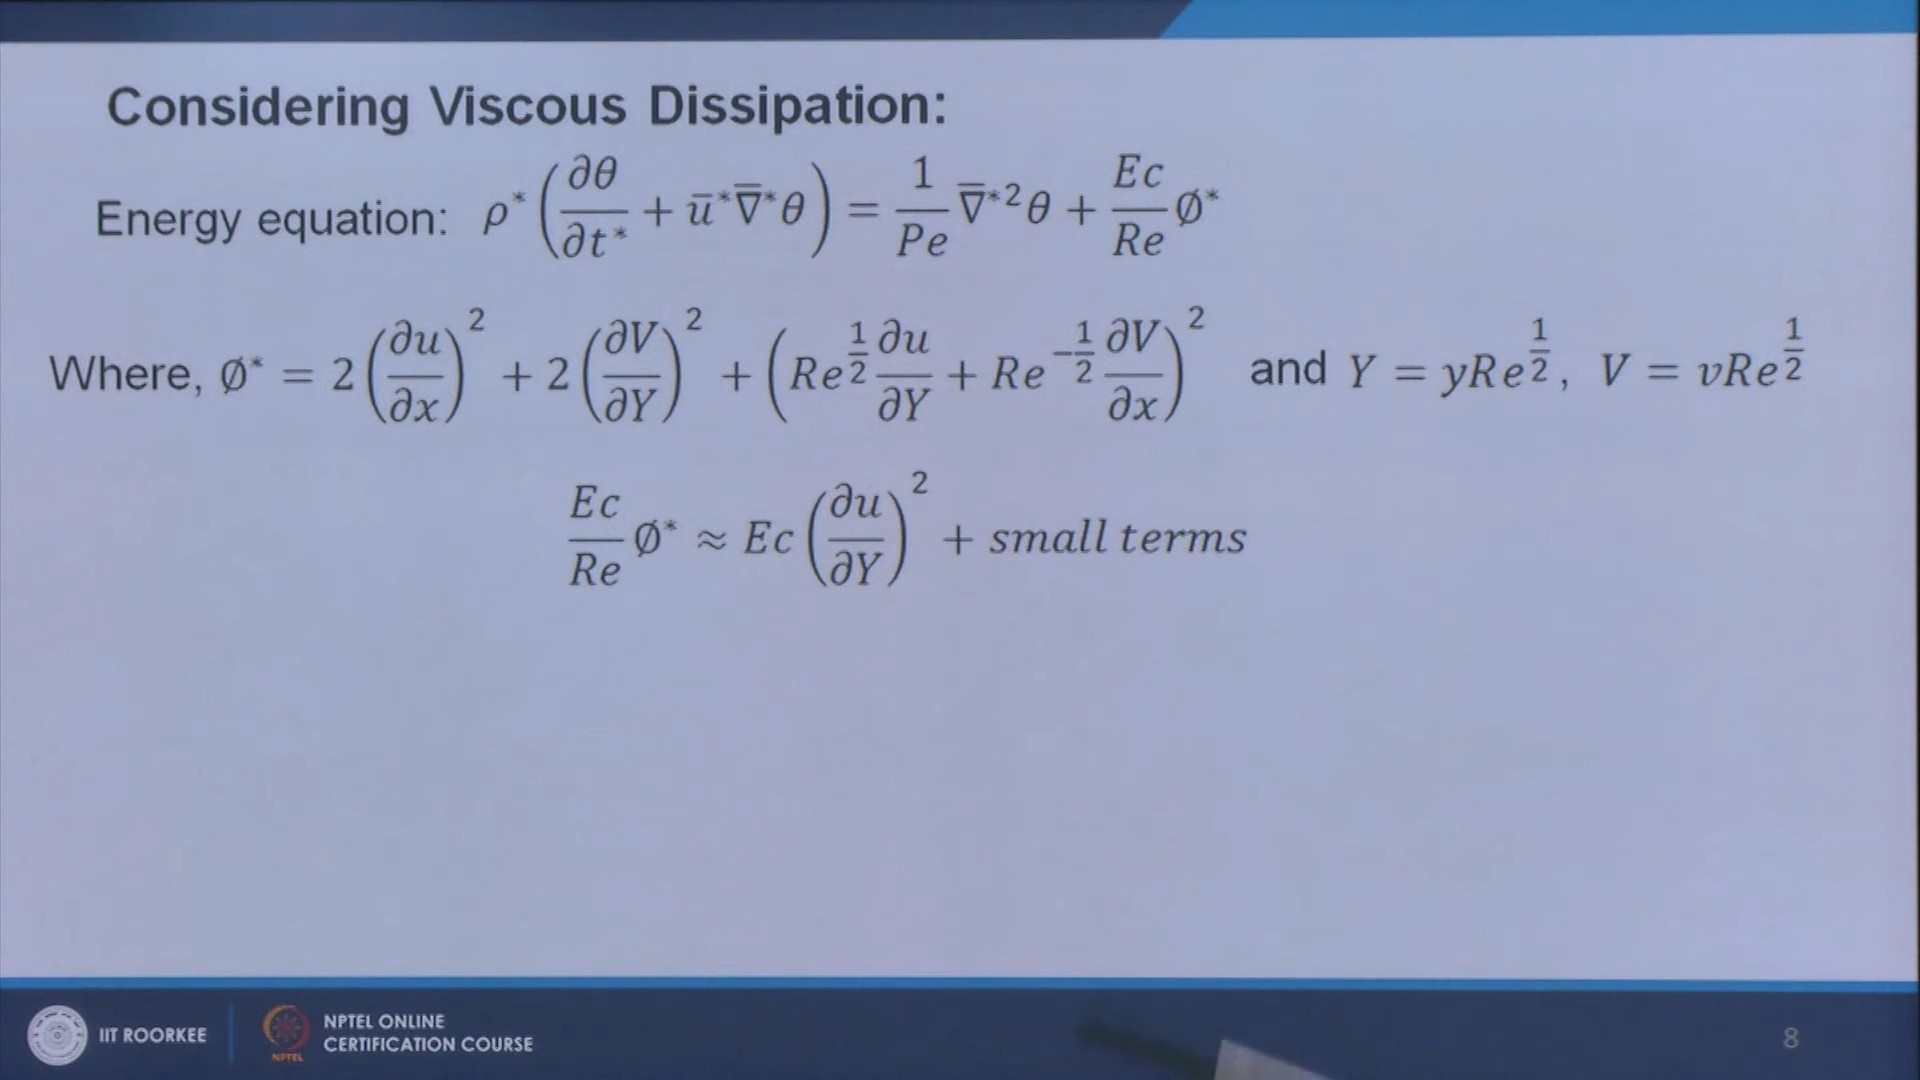 Considering Viscous Dissipation:
Energy equation: ρ* (∂θ/∂t* + ū*∇̅*θ) = 1/Pe ∇̅*²θ + Ec/Re ∅*
Where, ∅* = 2(∂u/∂x)² + 2(∂V/∂Y)² + (Re^(1/2) ∂u/∂Y + Re^(-1/2) ∂V/∂x)² and Y = yRe^(1/2), V = vRe^(1/2)
Ec/Re ∅* ≈ Ec(∂u/∂Y)² + small terms
IIT ROORKEE
NPTEL
NPTEL ONLINE
CERTIFICATION COURSE
8